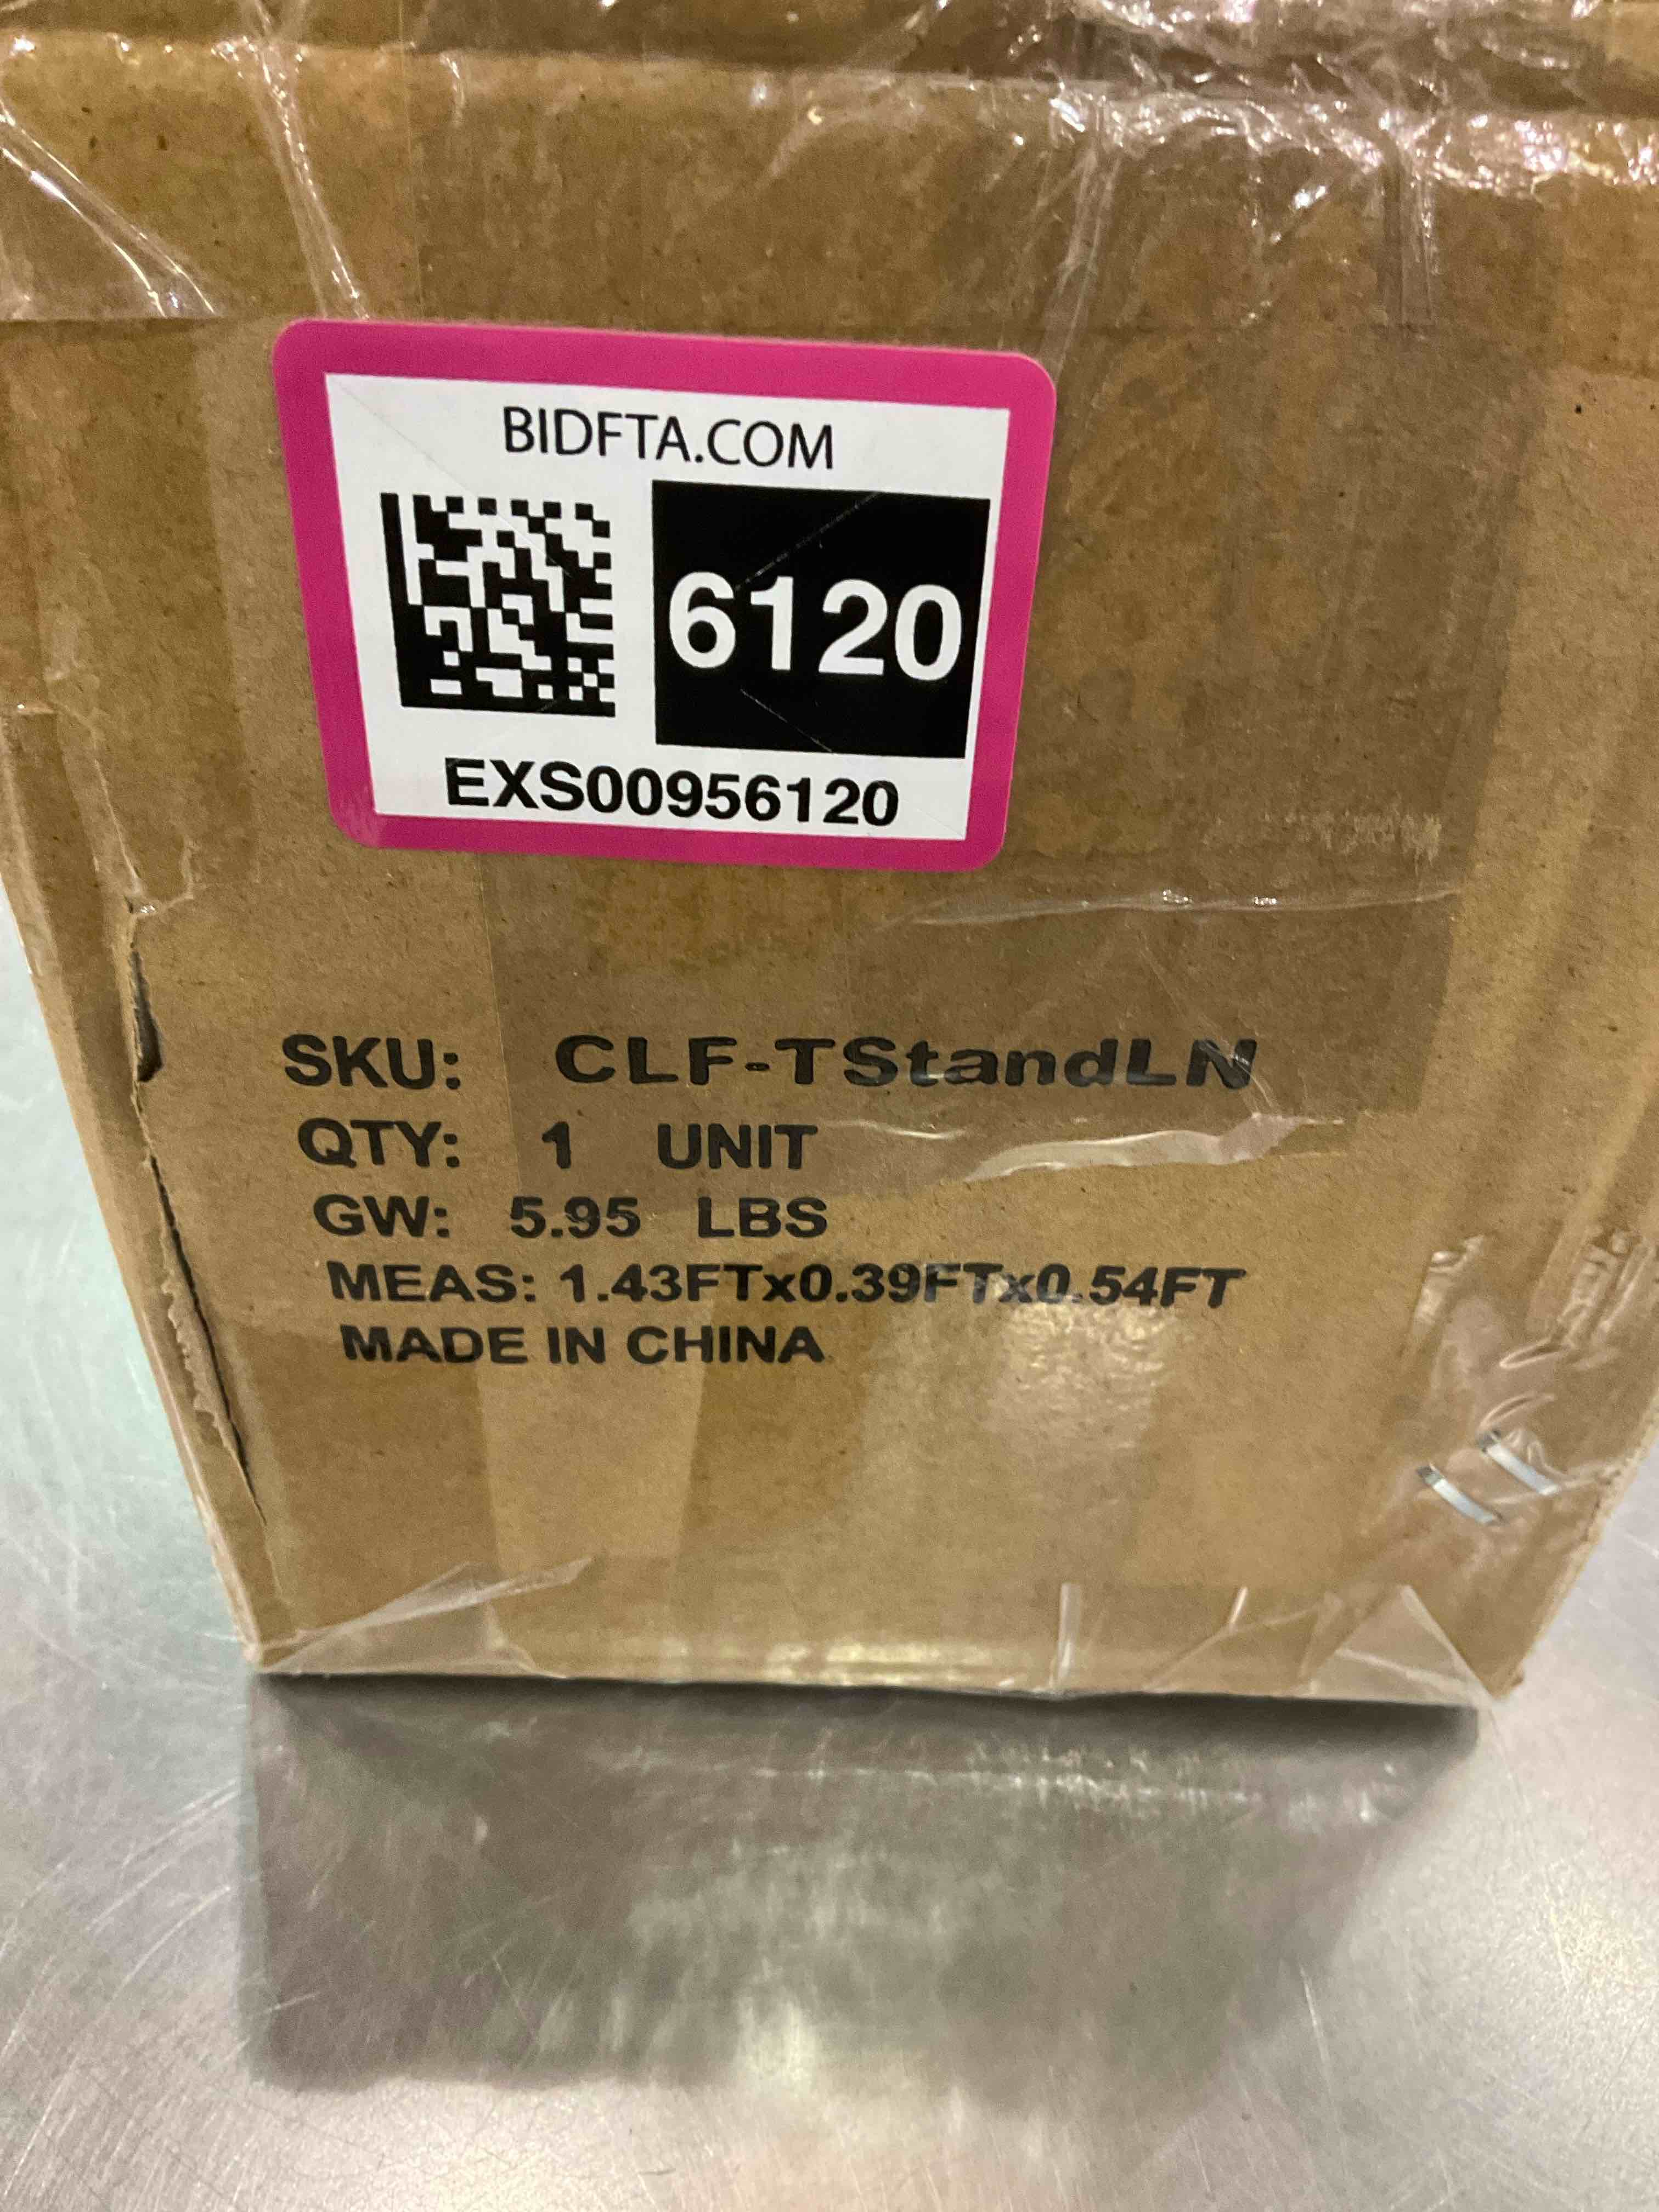 BIDFTA.COM
6120
EXS00956120
SKU: CLF-TStandLN
QTY: 1 UNIT
GW: 5.95 LBS
MEAS: 1.43FTx0.39FTx0.54FT
MADE IN CHINA